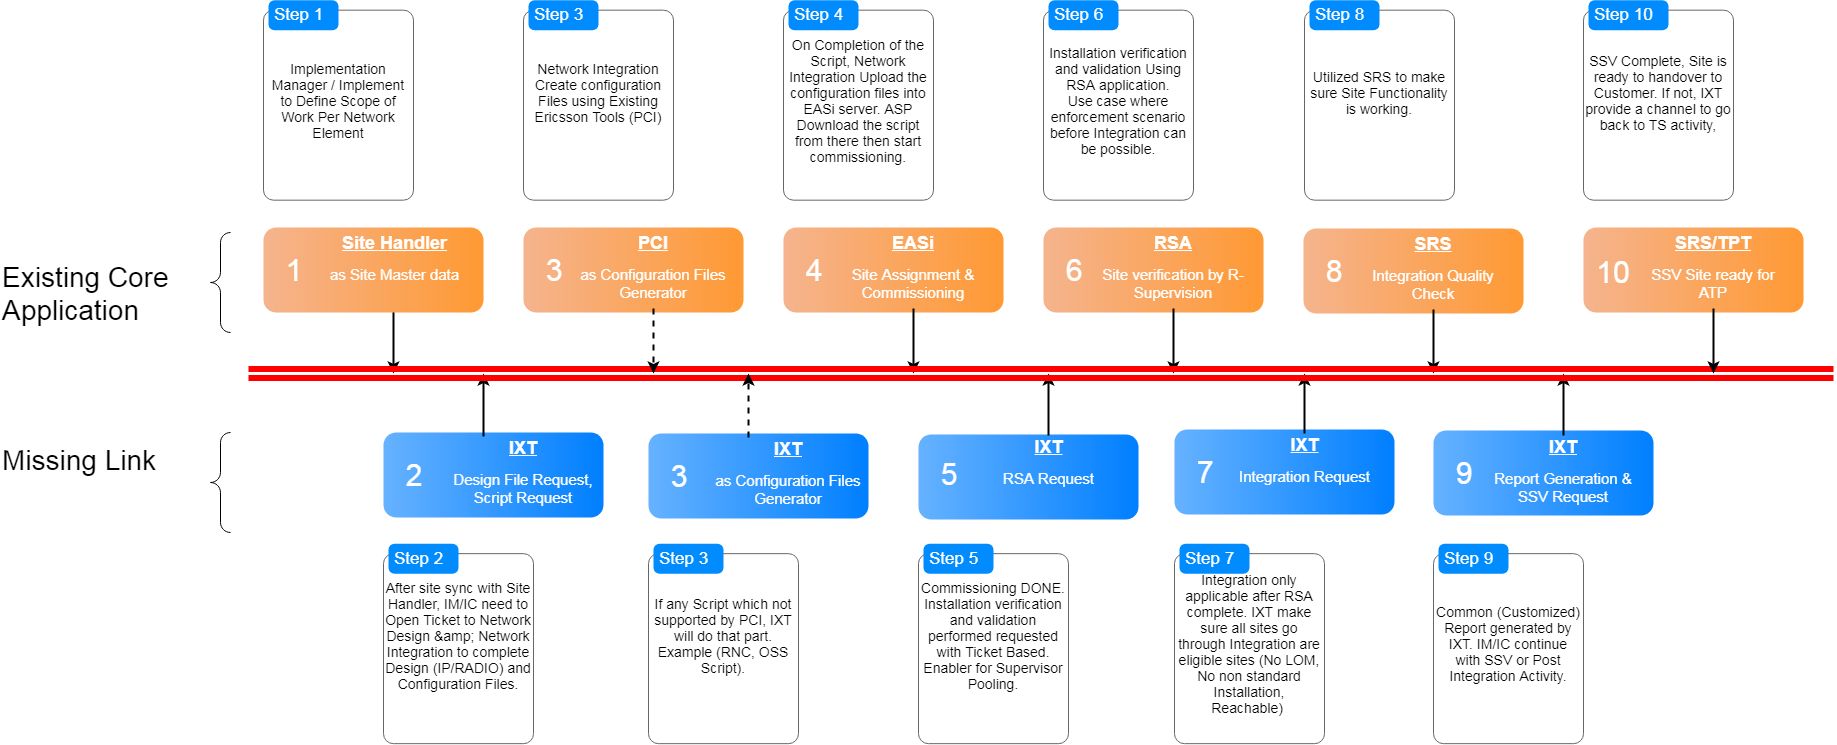 Step 1
Implementation
Manager / Implement
to Define Scope of
Work Per Network
Element
Step 3
Network Integration
Create configuration
Files using Existing
Ericsson Tools (PCI)
Step 4
On Completion of the
Script, Network
Integration Upload the
configuration files into
EASi server. ASP
Download the script
from there then start
commissioning.
Step 6
Installation verification
and validation Using
RSA application.
Use case where
enforcement scenario
before Integration can
be possible.
Step 8
Utilized SRS to make
sure Site Functionality
is working.
Step 10
SSV Complete, Site is
ready to handover to
Customer. If not, IXT
provide a channel to go
back to TS activity,
Existing Core
Application
1
Site Handler
as Site Master data
3
PCI
as Configuration Files
Generator
4
EASi
Site Assignment &
Commissioning
6
RSA
Site verification by R-
Supervision
8
SRS
Integration Quality
Check
10
SRS/TPT
SSV Site ready for
ATP
Missing Link
2
IXT
Design File Request,
Script Request
3
IXT
as Configuration Files
Generator
5
IXT
RSA Request
7
IXT
Integration Request
9
IXT
Report Generation &
SSV Request
Step 2
After site sync with Site
Handler, IM/IC need to
Open Ticket to Network
Design &amp; Network
Integration to complete
Design (IP/RADIO) and
Configuration Files.
Step 3
If any Script which not
supported by PCI, IXT
will do that part.
Example (RNC, OSS
Script).
Step 5
Commissioning DONE.
Installation verification
and validation
performed requested
with Ticket Based.
Enabler for Supervisor
Pooling.
Step 7
Integration only
applicable after RSA
complete. IXT make
sure all sites go
through Integration are
eligible sites (No LOM,
No non standard
Installation,
Reachable)
Step 9
Common (Customized)
Report generated by
IXT. IM/IC continue
with SSV or Post
Integration Activity.